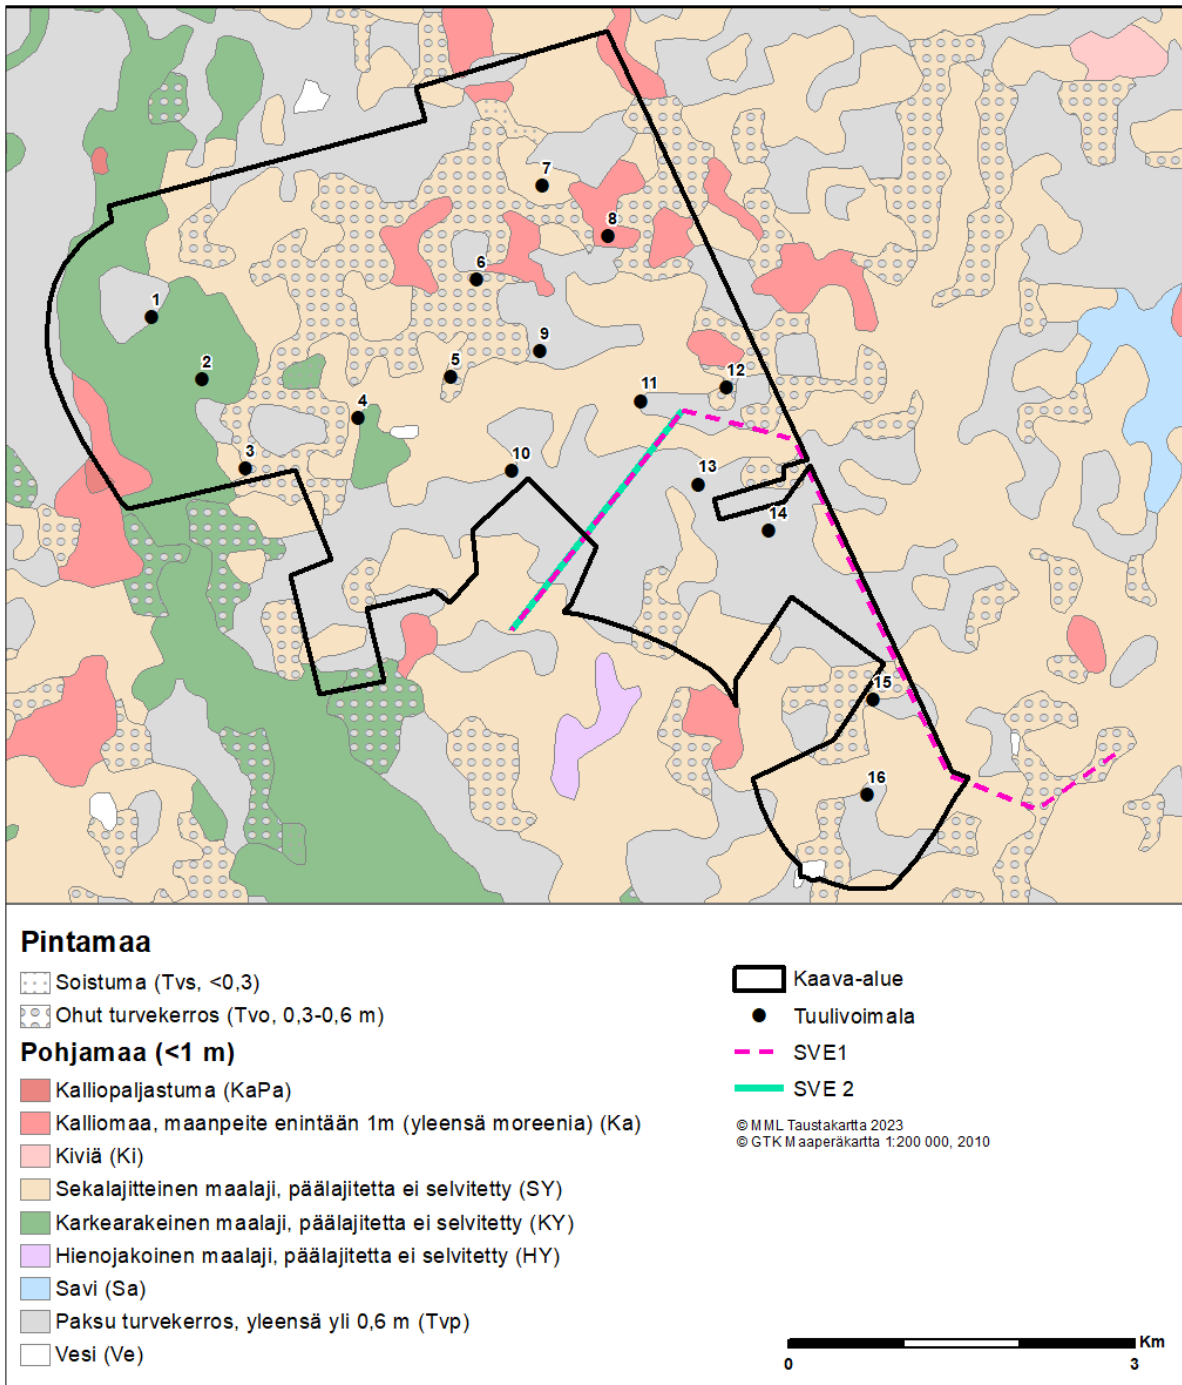 7
8
6
1
9
2
5
12
11
4
3
10
13
14
15
16
Pintamaa
Soistuma (Tvs, <0,3)
Ohut turvekerros (Tvo, 0,3-0,6 m)
Pohjamaa (<1 m)
Kalliopaljastuma (KaPa)
Kalliomaa, maanpeite enintään 1m (yleensä moreenia) (Ka)
Kiviä (Ki)
Sekalajitteinen maalaji, päälajitetta ei selvitetty (SY)
Karkearakeinen maalaji, päälajitetta ei selvitetty (KY)
Hienojakoinen maalaji, päälajitetta ei selvitetty (HY)
Savi (Sa)
Paksu turvekerros, yleensä yli 0,6 m (Tvp)
Vesi (Ve)
Kaava-alue
Tuulivoimala
SVE1
SVE 2
© MML Taustakartta 2023
© GTK Maaperäkartta 1:200 000, 2010
Km
0 3